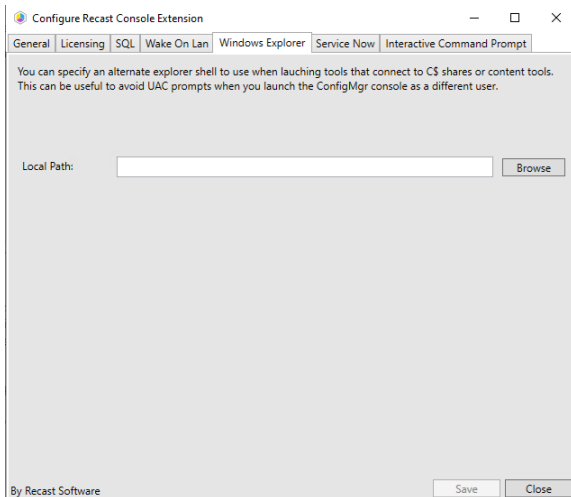 Configure Recast Console Extension
General Licensing SQL Wake On Lan Windows Explorer Service Now Interactive Command Prompt
You can specify an alternate explorer shell to use when lauching tools that connect to C$ shares or content tools.
This can be useful to avoid UAC prompts when you launch the ConfigMgr console as a different user.
Local Path:
Browse
By Recast Software
Save
Close